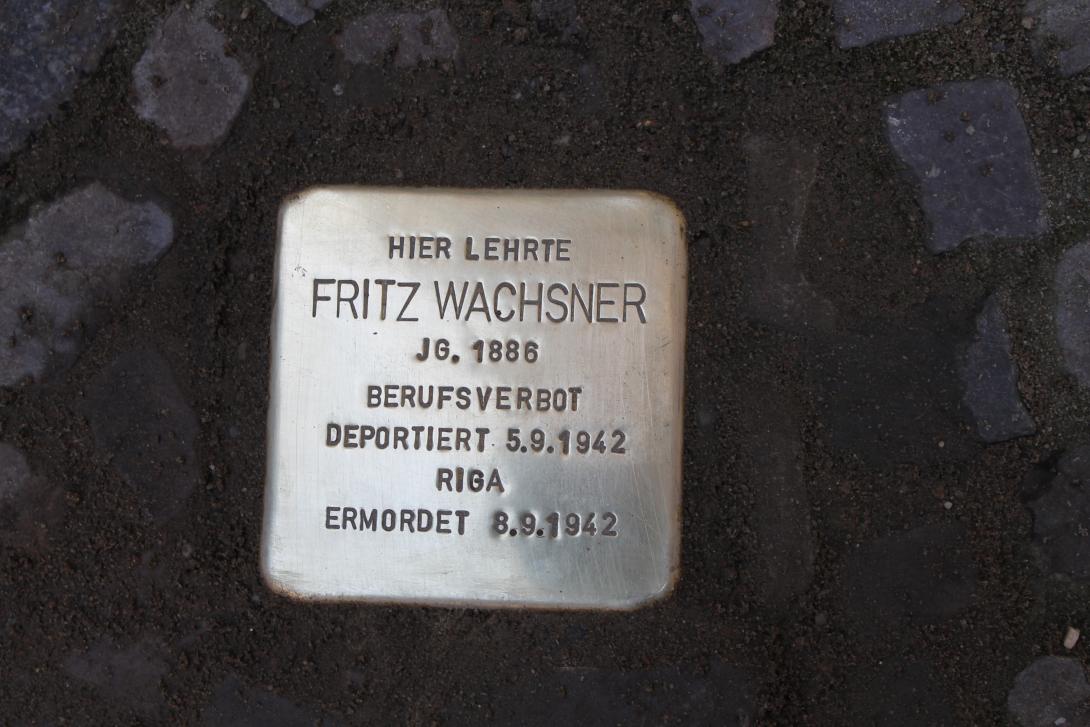 HIER LEHRTE
FRITZ WACHSNER
JG. 1886
BERUFSVERBOT
DEPORTIERT 5.9.1942
RIGA
ERMORDET 8.9.1942